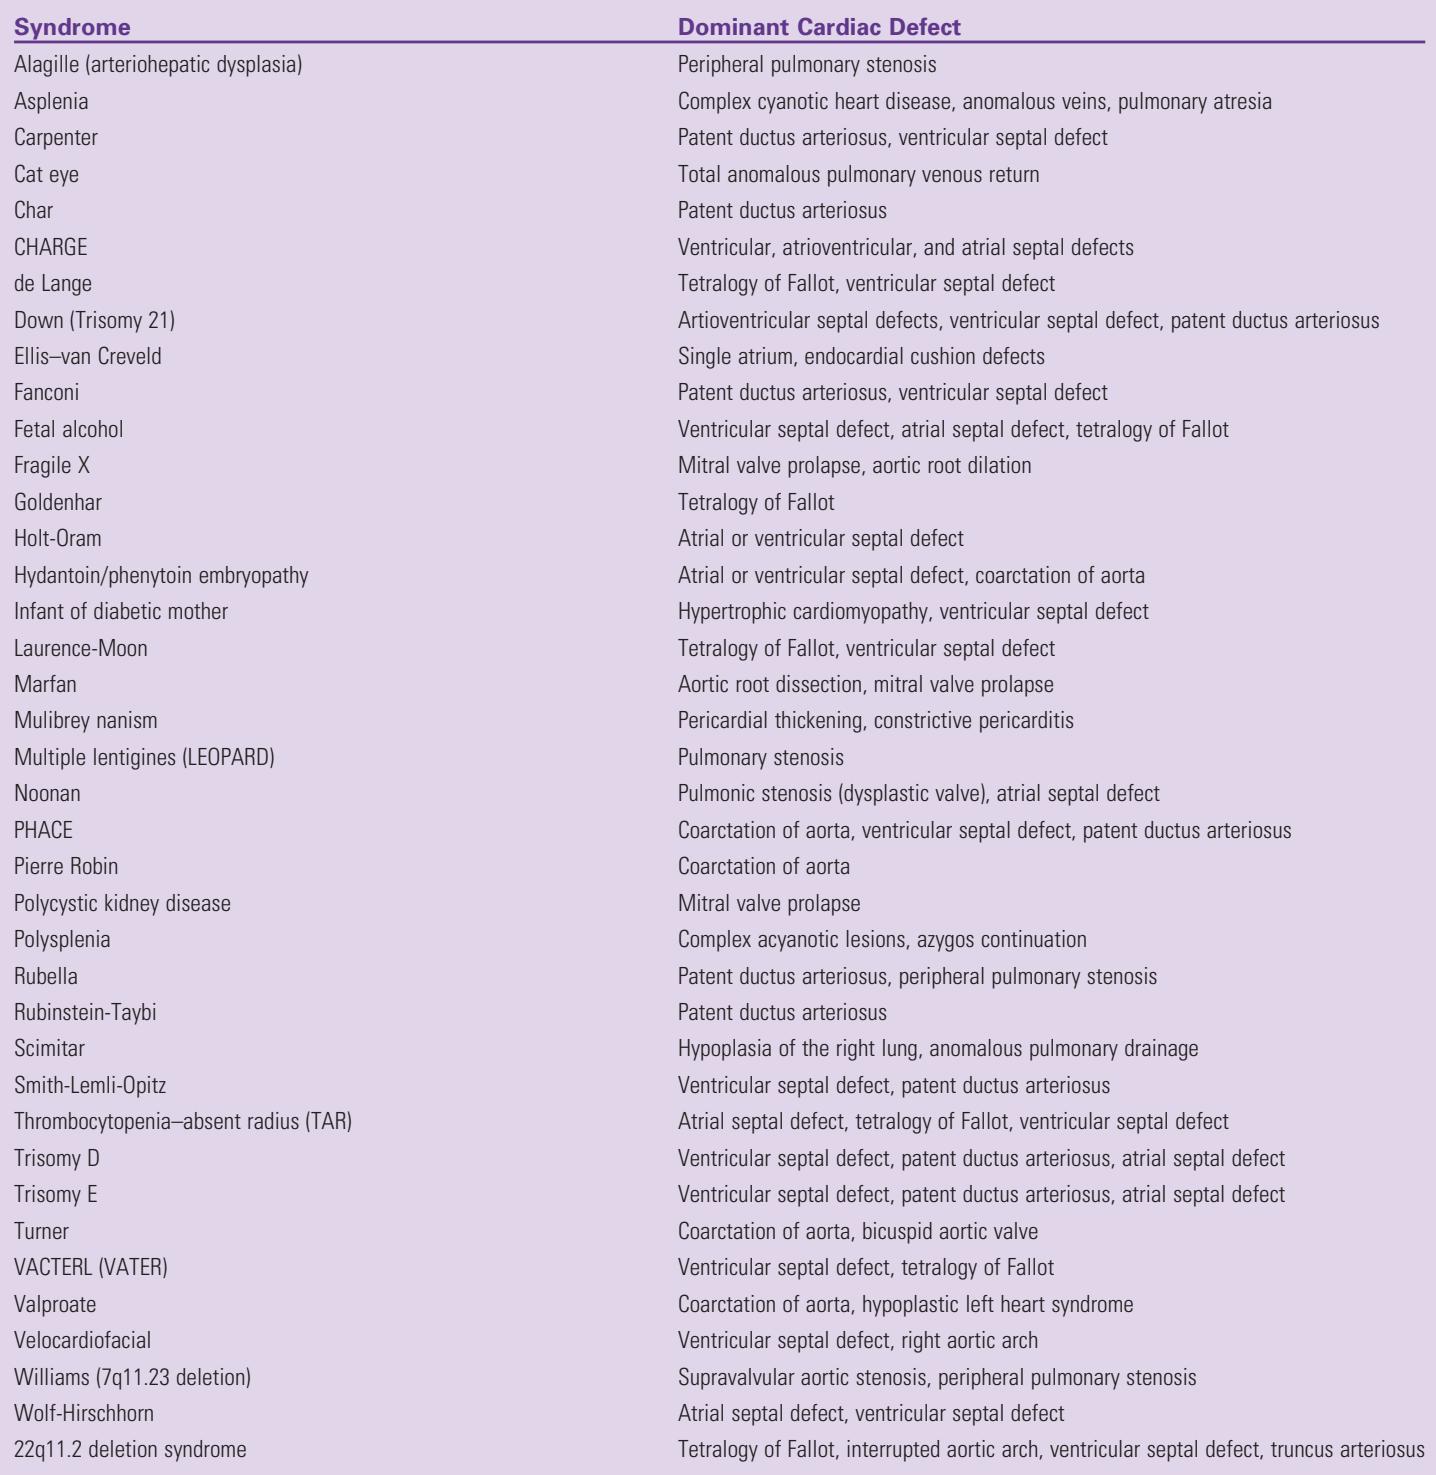 Syndrome Dominant Cardiac Defect
Alagille (arteriohepatic dysplasia) Peripheral pulmonary stenosis
Asplenia Complex cyanotic heart disease, anomalous veins, pulmonary atresia
Carpenter Patent ductus arteriosus, ventricular septal defect
Cat eye Total anomalous pulmonary venous return
Char Patent ductus arteriosus
CHARGE Ventricular, atrioventricular, and atrial septal defects
de Lange Tetralogy of Fallot, ventricular septal defect
Down (Trisomy 21) Artioventricular septal defects, ventricular septal defect, patent ductus arteriosus
Ellis–van Creveld Single atrium, endocardial cushion defects
Fanconi Patent ductus arteriosus, ventricular septal defect
Fetal alcohol Ventricular septal defect, atrial septal defect, tetralogy of Fallot
Fragile X Mitral valve prolapse, aortic root dilation
Goldenhar Tetralogy of Fallot
Holt-Oram Atrial or ventricular septal defect
Hydantoin/phenytoin embryopathy Atrial or ventricular septal defect, coarctation of aorta
Infant of diabetic mother Hypertrophic cardiomyopathy, ventricular septal defect
Laurence-Moon Tetralogy of Fallot, ventricular septal defect
Marfan Aortic root dissection, mitral valve prolapse
Mulibrey nanism Pericardial thickening, constrictive pericarditis
Multiple lentigines (LEOPARD) Pulmonary stenosis
Noonan Pulmonic stenosis (dysplastic valve), atrial septal defect
PHACE Coarctation of aorta, ventricular septal defect, patent ductus arteriosus
Pierre Robin Coarctation of aorta
Polycystic kidney disease Mitral valve prolapse
Polysplenia Complex acyanotic lesions, azygos continuation
Rubella Patent ductus arteriosus, peripheral pulmonary stenosis
Rubinstein-Taybi Patent ductus arteriosus
Scimitar Hypoplasia of the right lung, anomalous pulmonary drainage
Smith-Lemli-Opitz Ventricular septal defect, patent ductus arteriosus
Thrombocytopenia–absent radius (TAR) Atrial septal defect, tetralogy of Fallot, ventricular septal defect
Trisomy D Ventricular septal defect, patent ductus arteriosus, atrial septal defect
Trisomy E Ventricular septal defect, patent ductus arteriosus, atrial septal defect
Turner Coarctation of aorta, bicuspid aortic valve
VACTERL (VATER) Ventricular septal defect, tetralogy of Fallot
Valproate Coarctation of aorta, hypoplastic left heart syndrome
Velocardiofacial Ventricular septal defect, right aortic arch
Williams (7q11.23 deletion) Supravalvular aortic stenosis, peripheral pulmonary stenosis
Wolf-Hirschhorn Atrial septal defect, ventricular septal defect
22q11.2 deletion syndrome Tetralogy of Fallot, interrupted aortic arch, ventricular septal defect, truncus arteriosus